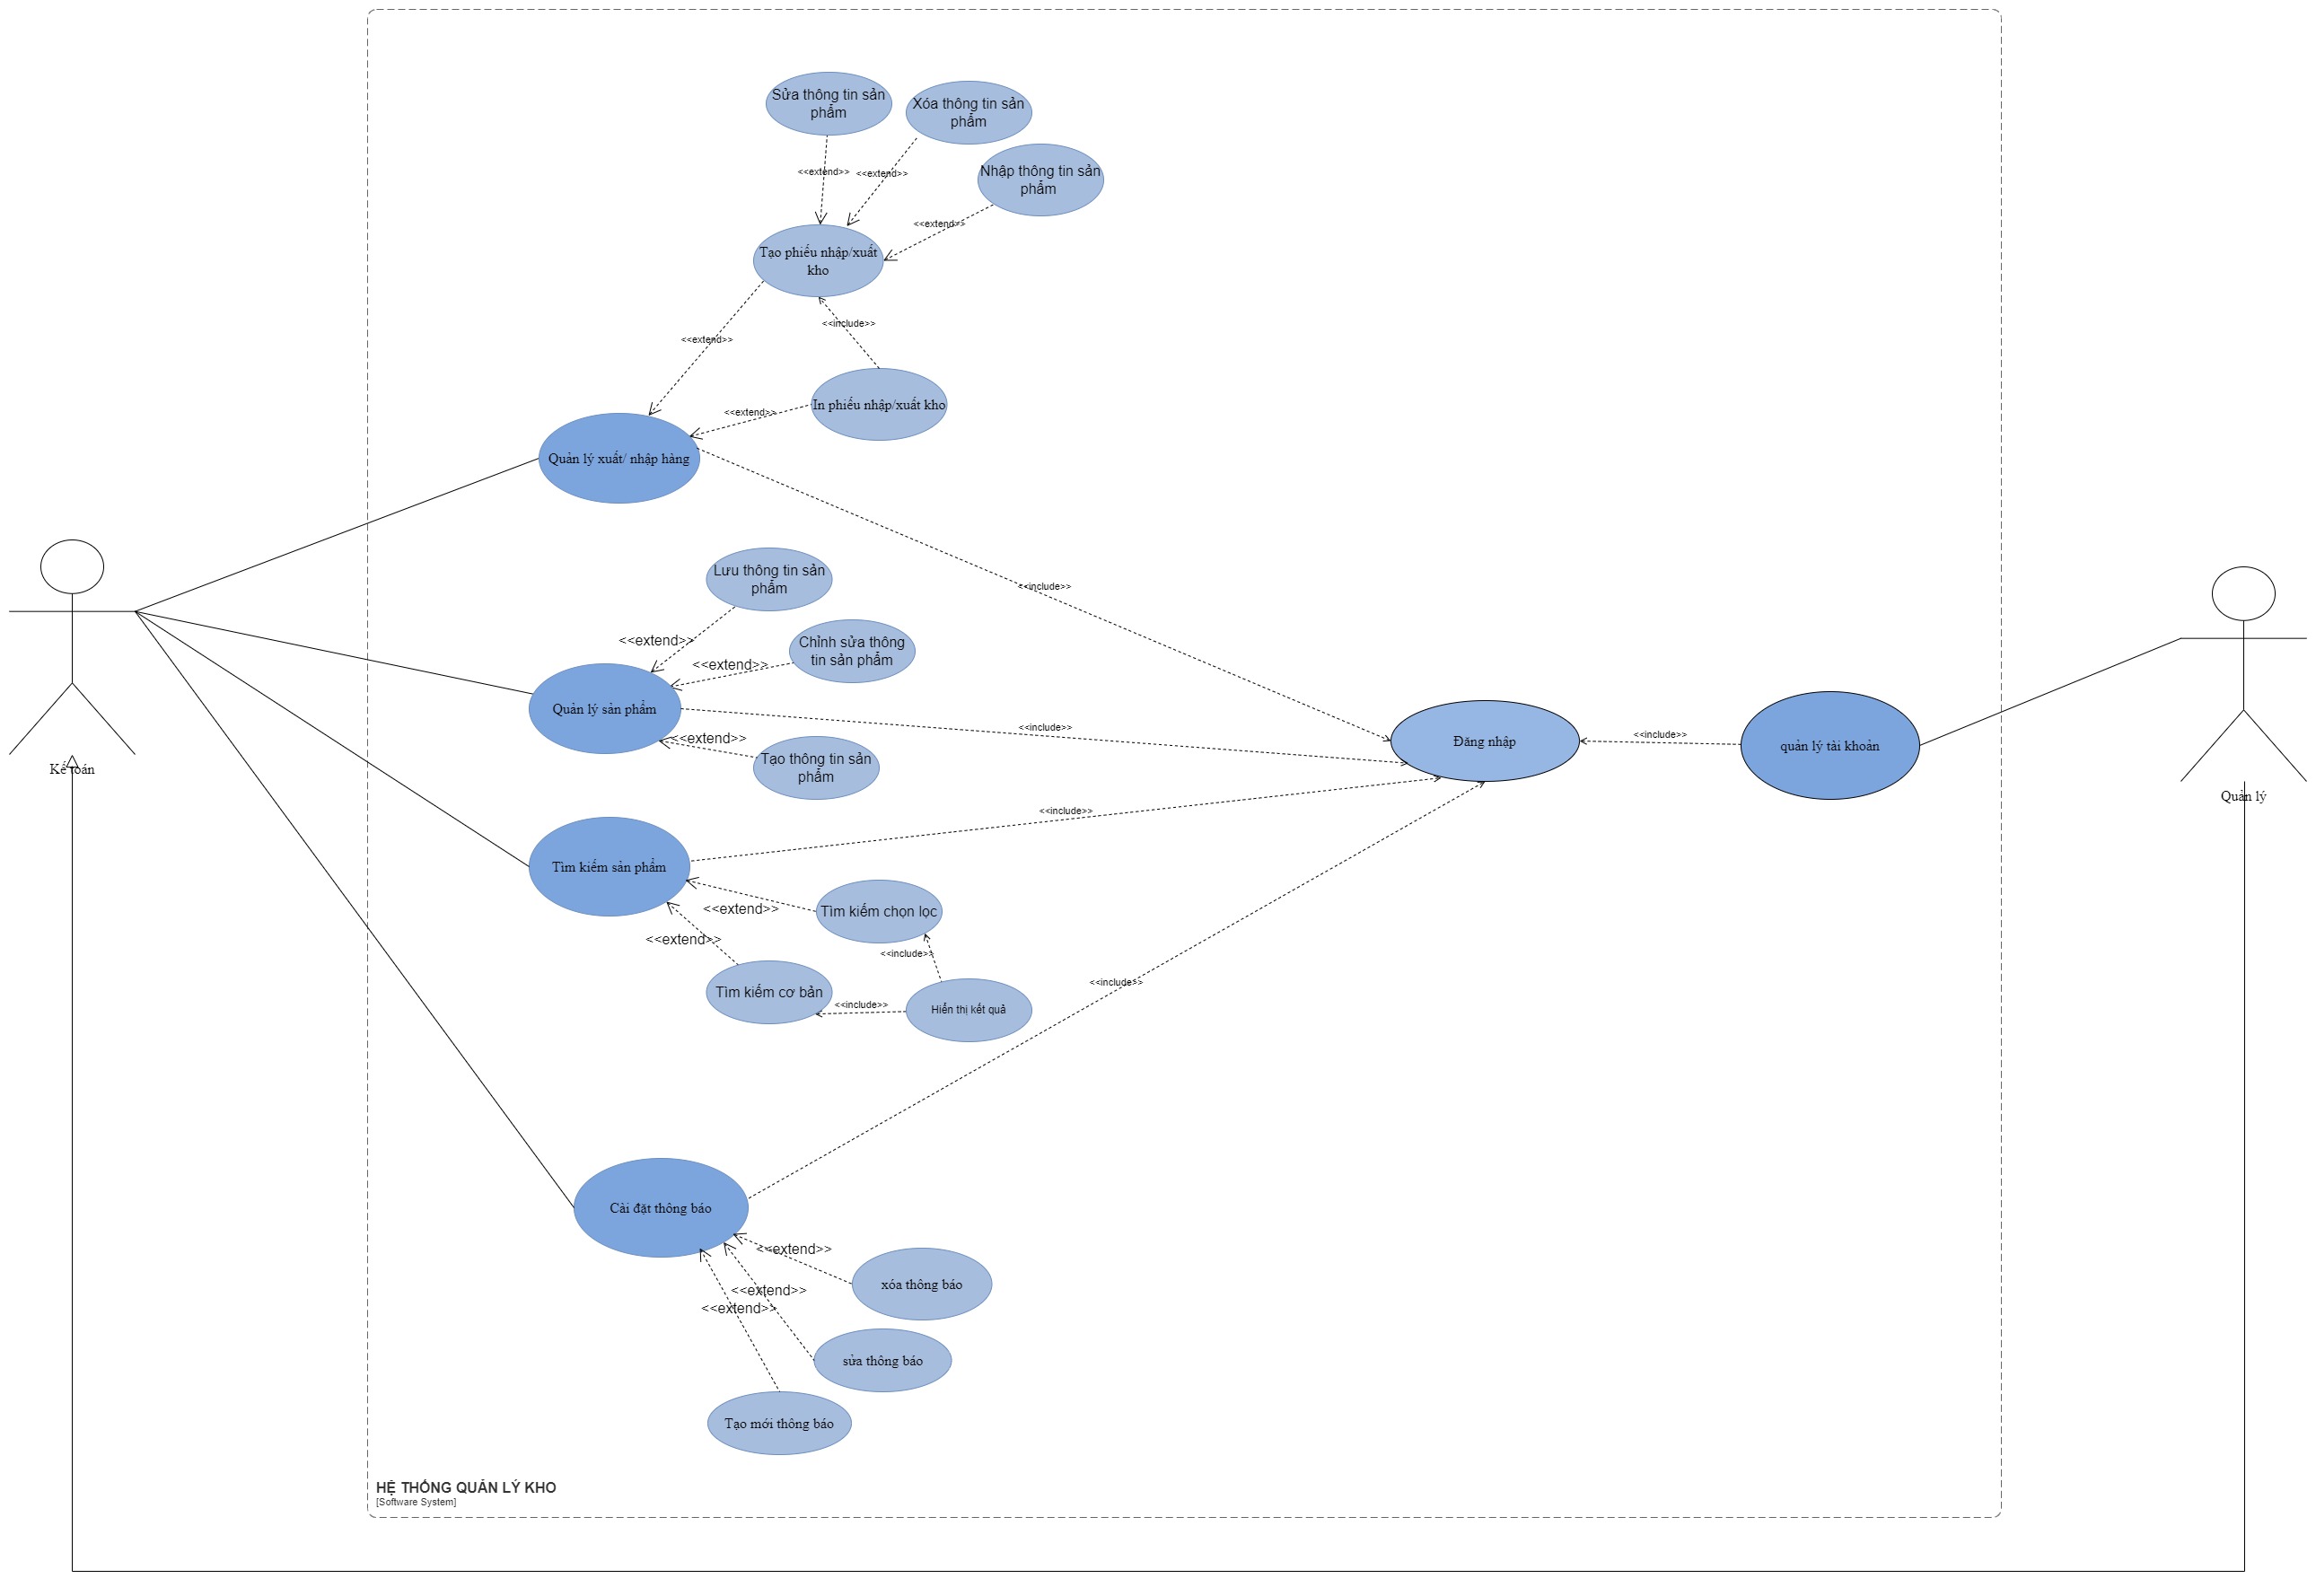 Sửa thông tin sản
phẩm
Xóa thông tin sản
phẩm
Nhập thông tin sản
phẩm
<<extend>>
<<extend>>
<<extend>>
Tạo phiếu nhập/xuất
kho
<<include>>
<<extend>>
In phiếu nhập/xuất kho
<<extend>>
Quản lý xuất/ nhập hàng
<<include>>
Lưu thông tin sản
phẩm
<<extend>>
Chỉnh sửa thông
tin sản phẩm
<<extend>>
Quản lý sản phẩm
<<include>>
<<extend>>
Tạo thông tin sản
phẩm
Đăng nhập
<<include>>
quản lý tài khoản
Kế toán
Quản lý
<<include>>
Tìm kiếm sản phẩm
<<extend>>
Tìm kiếm chọn lọc
<<extend>>
<<include>>
Tìm kiếm cơ bản
<<include>>
Hiển thị kết quả
<<include>>
Cài đặt thông báo
<<extend>>
xóa thông báo
<<extend>>
<<extend>>
sửa thông báo
Tạo mới thông báo
HỆ THỐNG QUẢN LÝ KHO
[Software System]